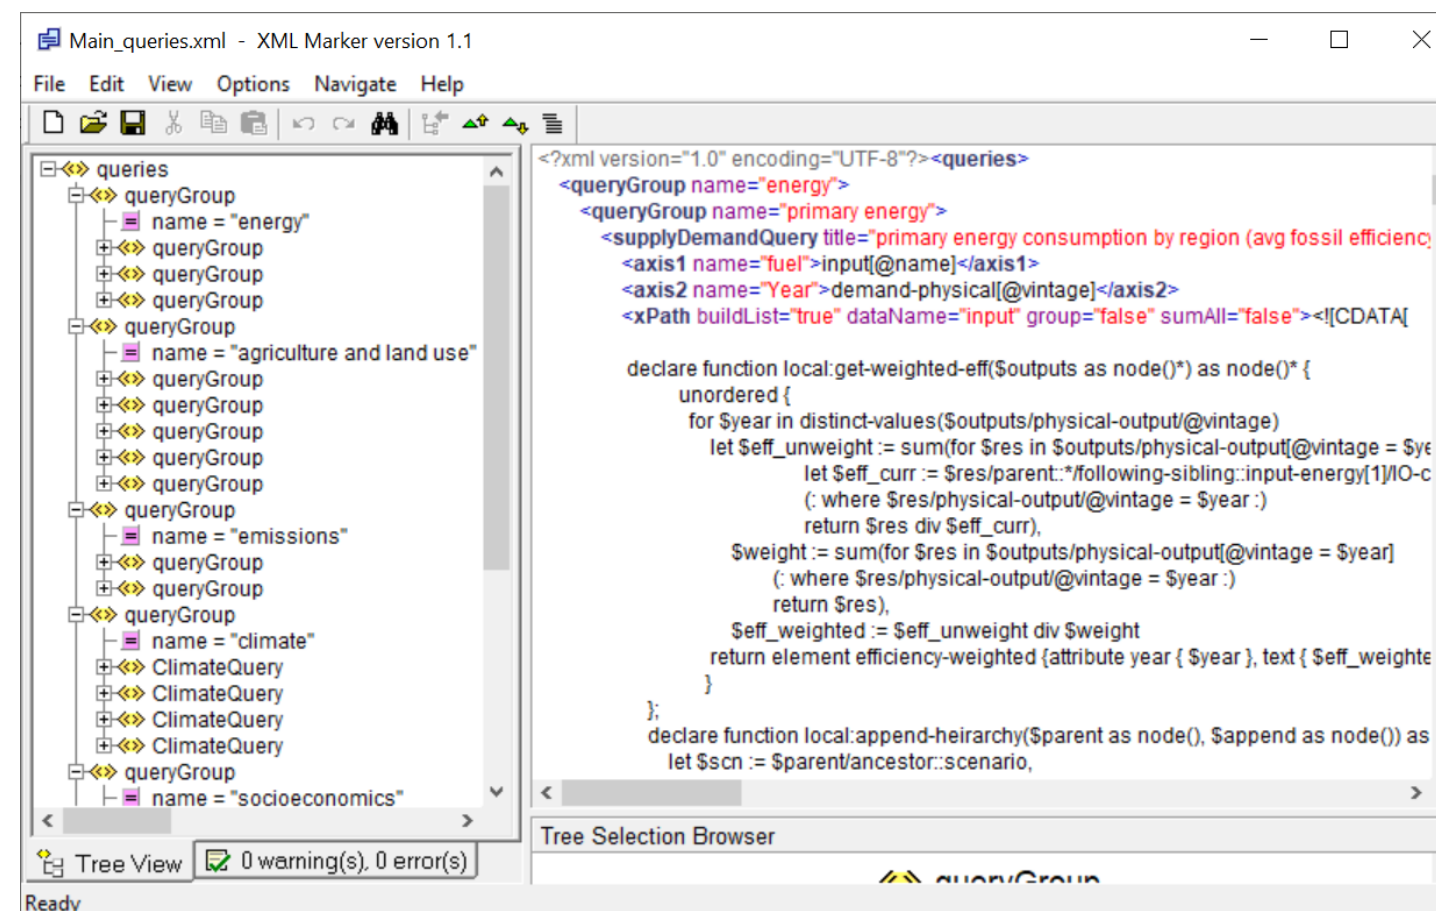 Main_queries.xml - XML Marker version 1.1
File Edit View Options Navigate Help
queries
queryGroup
name = "energy"
queryGroup
queryGroup
queryGroup
queryGroup
name = "agriculture and land use"
queryGroup
queryGroup
queryGroup
queryGroup
queryGroup
queryGroup
name = "emissions"
queryGroup
queryGroup
queryGroup
name = "climate"
ClimateQuery
ClimateQuery
ClimateQuery
ClimateQuery
queryGroup
name = "socioeconomics"
Tree View
0 warning(s), 0 error(s)
<?xml version="1.0" encoding="UTF-8"?><queries>
<queryGroup name="energy">
<queryGroup name="primary energy">
<supplyDemandQuery title="primary energy consumption by region (avg fossil efficiency
<axis1 name="fuel">input[@name]</axis1>
<axis2 name="Year">demand-physical[@vintage]</axis2>
<xPath buildList="true" dataName="input" group="false" sumAll="false"><![CDATA[
declare function local:get-weighted-eff($outputs as node()*) as node()* {
unordered {
for $year in distinct-values($outputs/physical-output/@vintage)
let $eff_unweight := sum(for $res in $outputs/physical-output[@vintage = $ye
let $eff_curr := $res/parent::*/following-sibling::input-energy[1]/IO-c
(: where $res/physical-output/@vintage = $year :)
return $res div $eff_curr),
$weight := sum(for $res in $outputs/physical-output[@vintage = $year]
(: where $res/physical-output/@vintage = $year :)
return $res),
$eff_weighted := $eff_unweight div $weight
return element efficiency-weighted {attribute year { $year }, text { $eff_weighte
}
};
declare function local:append-heirarchy($parent as node(), $append as node()) as
let $scn := $parent/ancestor::scenario,
Tree Selection Browser
queryGroup
Ready